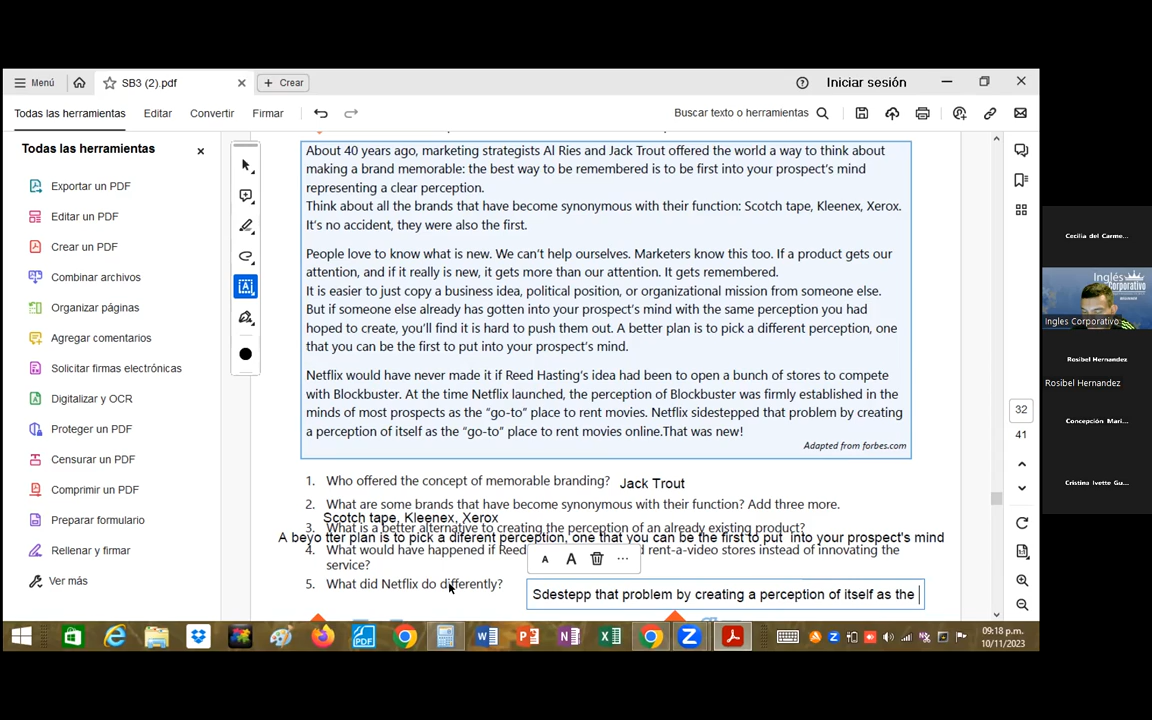 Menú
SB3 (2).pdf
Crear
Iniciar sesión
Todas las herramientas
Editar
Convertir
Firmar
Buscar texto o herramientas
Todas las herramientas
Exportar un PDF
Editar un PDF
Crear un PDF
Combinar archivos
Organizar páginas
Agregar comentarios
Solicitar firmas electrónicas
Digitalizar y OCR
Proteger un PDF
Censurar un PDF
Comprimir un PDF
Preparar formulario
Rellenar y firmar
Ver más
About 40 years ago, marketing strategists Al Ries and Jack Trout offered the world a way to think about
making a brand memorable: the best way to be remembered is to be first into your prospect's mind
representing a clear perception.
Think about all the brands that have become synonymous with their function: Scotch tape, Kleenex, Xerox.
It's no accident, they were also the first.
People love to know what is new. We can't help ourselves. Marketers know this too. If a product gets our
attention, and if it really is new, it gets more than our attention. It gets remembered.
It is easier to just copy a business idea, political position, or organizational mission from someone else.
But if someone else already has gotten into your prospect's mind with the same perception you had
hoped to create, you'll find it is hard to push them out. A better plan is to pick a different perception, one
that you can be the first to put into your prospect's mind.
Netflix would have never made it if Reed Hasting's idea had been to open a bunch of stores to compete
with Blockbuster. At the time Netflix launched, the perception of Blockbuster was firmly established in the
minds of most prospects as the "go-to" place to rent movies. Netflix sidestepped that problem by creating
a perception of itself as the "go-to" place to rent movies online.That was new!
Adapted from forbes.com
1. Who offered the concept of memorable branding? Jack Trout
2. What are some brands that have become synonymous with their function? Add three more.
Scotch tape, Kleenex, Xerox
3. What is a better alternative to creating the perception of an already existing product?
A beyo tter plan is to pick a diferent perception, one that you can be the first to put into your prospect's mind
4. What would have happened if Reed rent-a-video stores instead of innovating the
service?
5. What did Netflix do differently?
Sdestepp that problem by creating a perception of itself as the
32
41
Cecilia del Carme...
Inglés
Corporativo
Ingles Corporativo
Rosibel Hernandez
Rosibel Hernandez
Concepción Mari...
Cristina Ivette Gu...
09:18 p.m.
10/11/2023